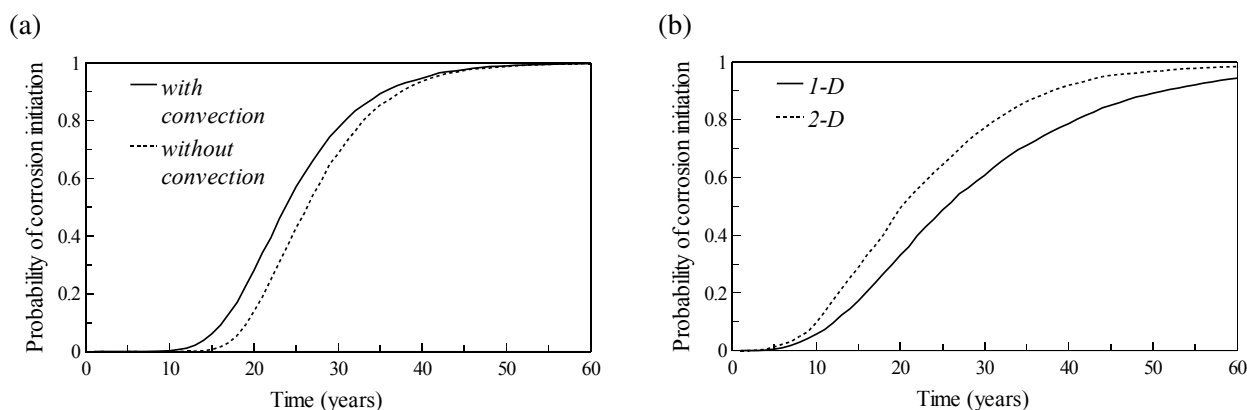 (a)
Probability of corrosion initiation
1
0.8
0.6
0.4
0.2
0
with
convection
without
convection
0 10 20 30 40 50 60
Time (years)
(b)
Probability of corrosion initiation
1
0.8
0.6
0.4
0.2
0
1-D
2-D
0 10 20 30 40 50 60
Time (years)